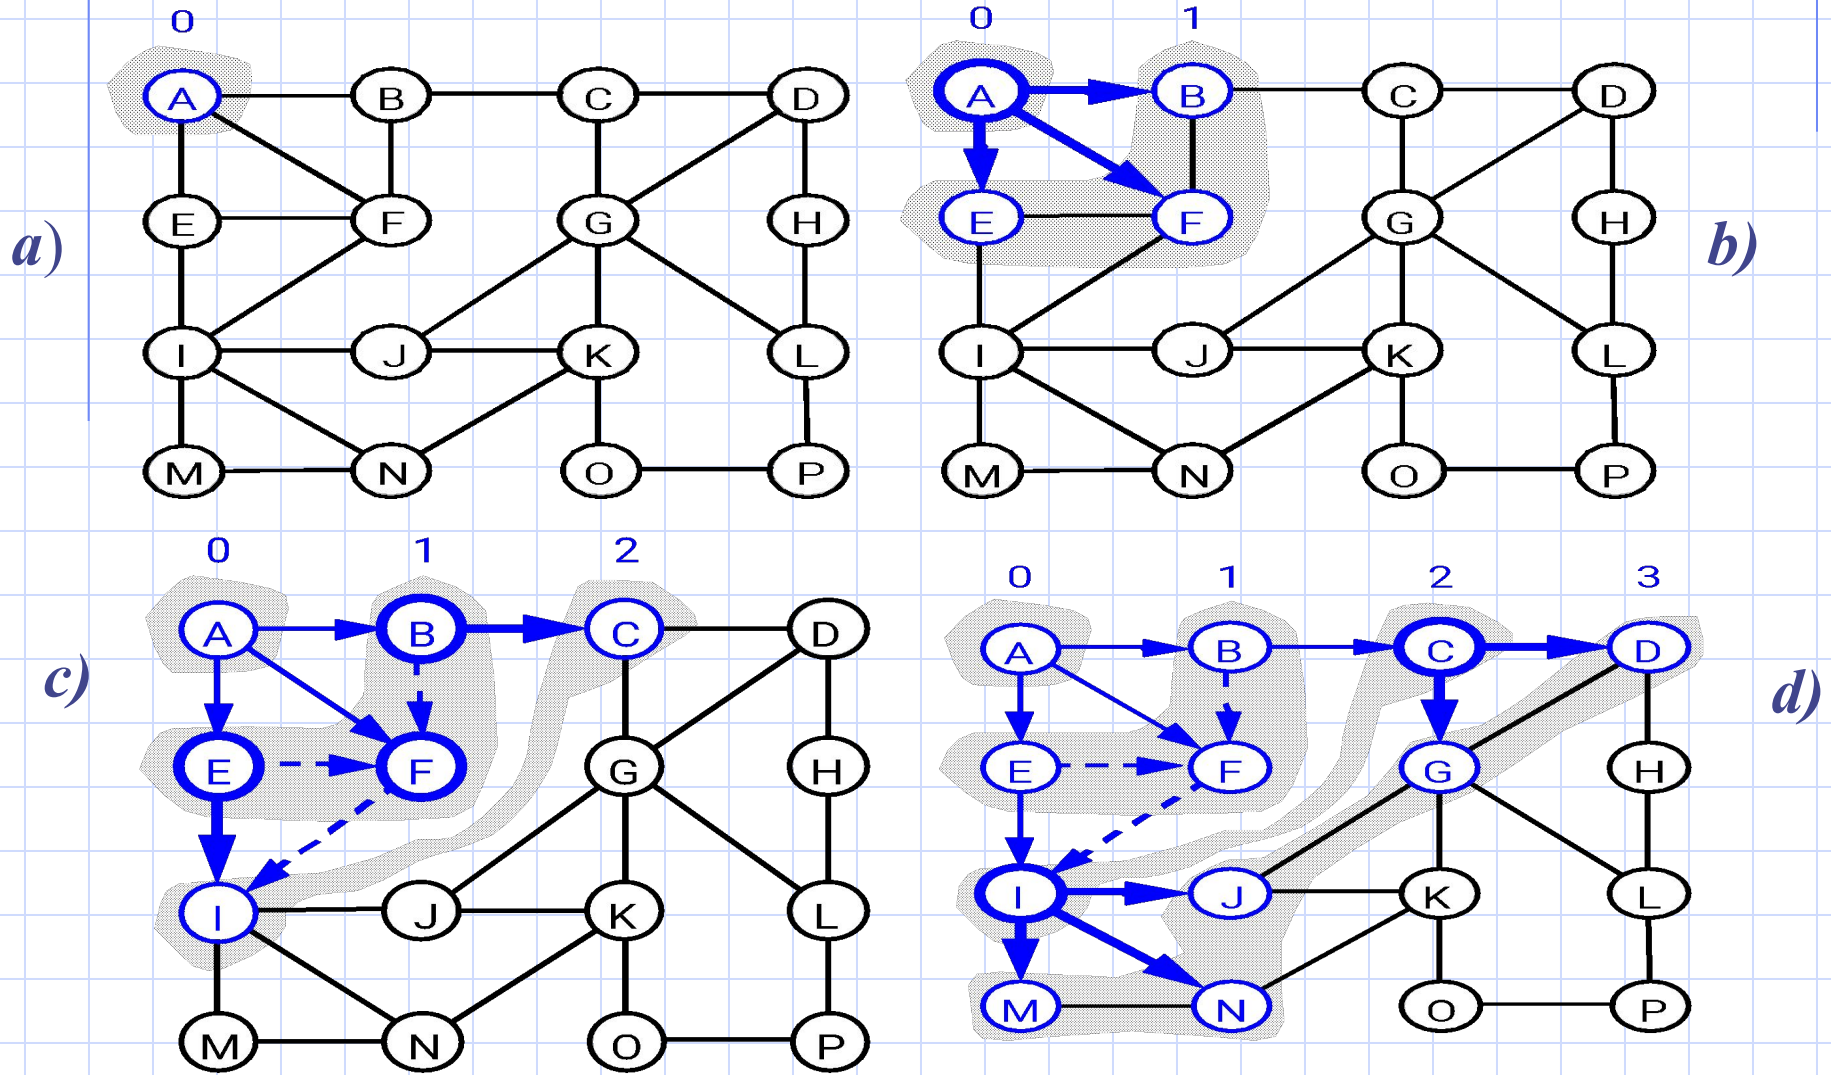 0
A B C D
E F G H
a)
I J K L
M N O P
0 1
A B C D
E F G H
b)
I J K L
M N O P
0 1 2
A B C D
c)
E F G H
I J K L
M N O P
0 1 2 3
A B C D
d)
E F G H
I J K L
M N O P